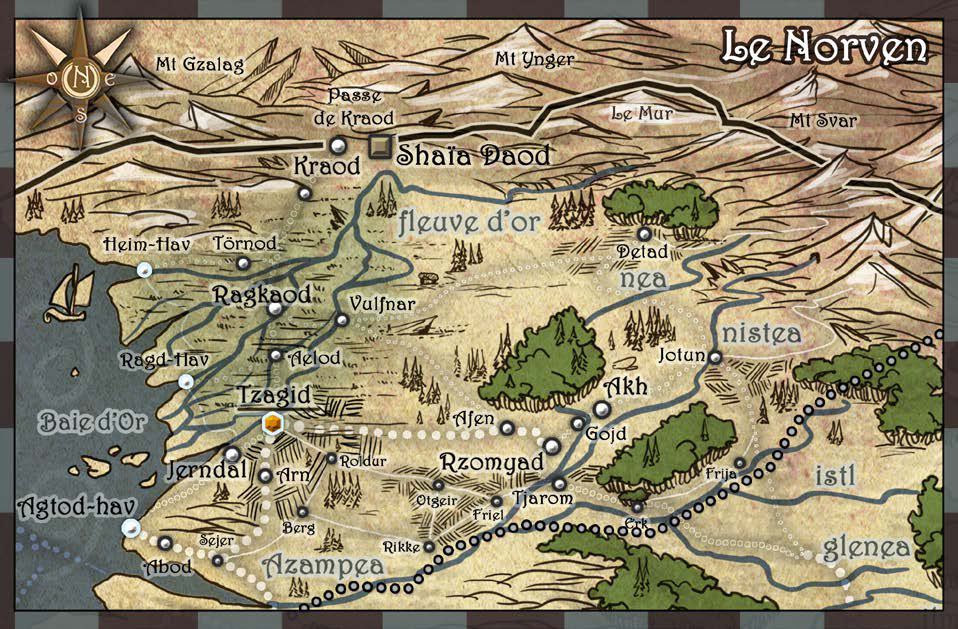 Le Norven
Mt Gzalag
Mt Ynger
N
O
E
S
Passe
de Kraod
Le Mur
Mt Svar
Kraod
Shaïa Daod
fleuve d'or
Heim-Hav
Törnod
Detad
nea
Ragkaod
Vulfnar
nistea
Ragd-Hav
Aelod
Jotun
Tzagid
Akh
Baie d'Or
Afen
Gojd
Jerndal
Arn
Roldur
Rzomyad
Frija
istl
Agtod-hav
Otgeir
Tjarom
Friel
Erk
Berg
Sejer
Abod
Rikke
Azampea
glenea